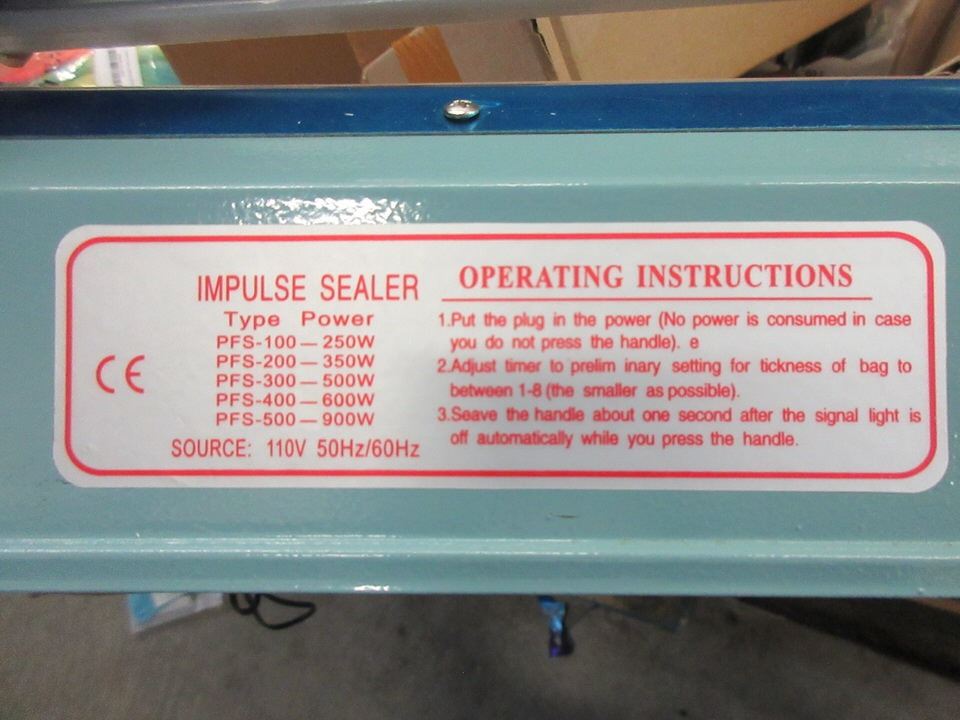 IMPULSE SEALER
Type Power
PFS-100 — 250W
PFS-200 — 350W
PFS-300 — 500W
PFS-400 — 600W
PFS-500 — 900W
SOURCE: 110V 50Hz/60Hz
CE
OPERATING INSTRUCTIONS
1.Put the plug in the power (No power is consumed in case
you do not press the handle). e
2.Adjust timer to prelim inary setting for tickness of bag to
between 1-8 (the smaller as possible).
3.Seave the handle about one second after the signal light is
off automatically while you press the handle.